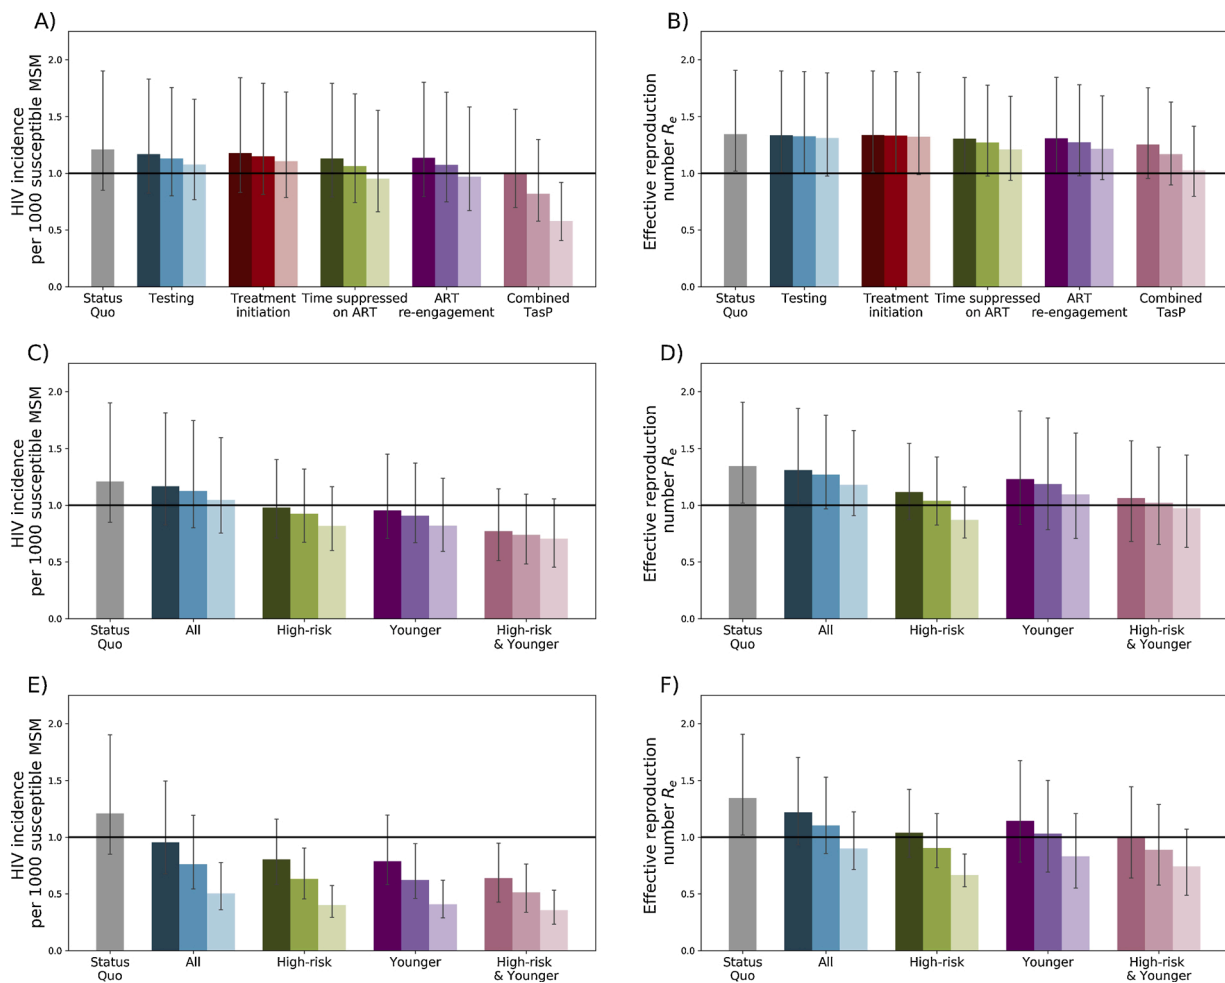 A)
HIV incidence
per 1000 susceptible MSM
2.0
1.5
1.0
0.5
0.0
Status
Quo
Testing
Treatment
initiation
Time suppressed
on ART
ART
re-engagement
Combined
TasP
B)
Effective reproduction
number Re
2.0
1.5
1.0
0.5
0.0
Status
Quo
Testing
Treatment
initiation
Time suppressed
on ART
ART
re-engagement
Combined
TasP
C)
HIV incidence
per 1000 susceptible MSM
2.0
1.5
1.0
0.5
0.0
Status
Quo
All
High-risk
Younger
High-risk
& Younger
D)
Effective reproduction
number Re
2.0
1.5
1.0
0.5
0.0
Status
Quo
All
High-risk
Younger
High-risk
& Younger
E)
HIV incidence
per 1000 susceptible MSM
2.0
1.5
1.0
0.5
0.0
Status
Quo
All
High-risk
Younger
High-risk
& Younger
F)
Effective reproduction
number Re
2.0
1.5
1.0
0.5
0.0
Status
Quo
All
High-risk
Younger
High-risk
& Younger